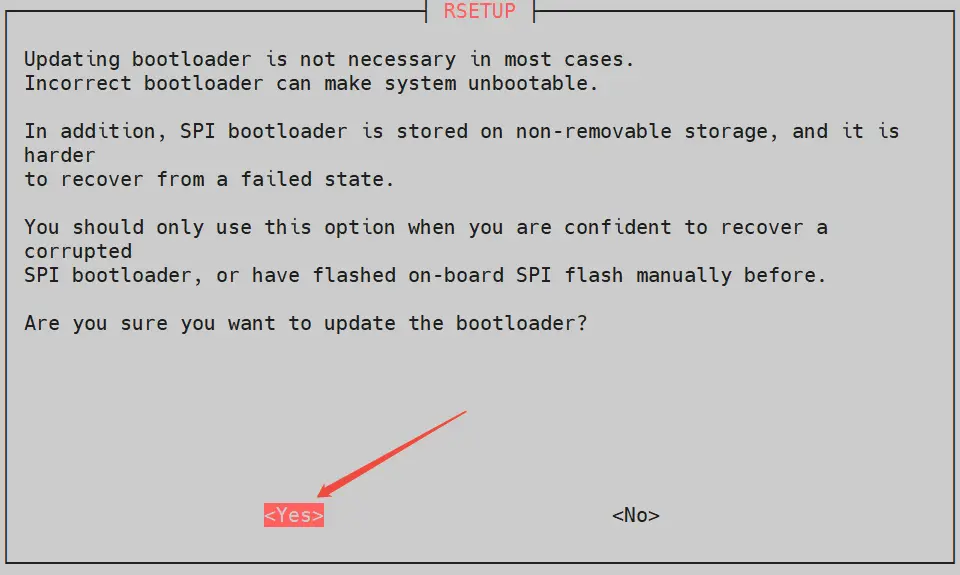 RSETUP
Updating bootloader is not necessary in most cases.
Incorrect bootloader can make system unbootable.
In addition, SPI bootloader is stored on non-removable storage, and it is
harder
to recover from a failed state.
You should only use this option when you are confident to recover a
corrupted
SPI bootloader, or have flashed on-board SPI flash manually before.
Are you sure you want to update the bootloader?
<Yes> <No>